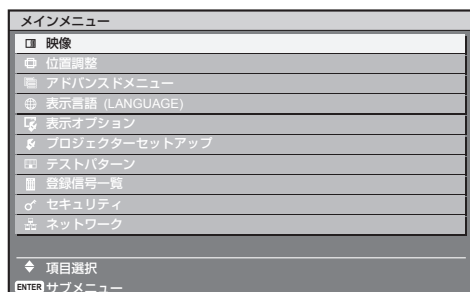 メインメニュー
映像
位置調整
アドバンスドメニュー
表示言語 (LANGUAGE)
表示オプション
プロジェクターセットアップ
テストパターン
登録信号一覧
セキュリティ
ネットワーク
項目選択
ENTER サブメニュー